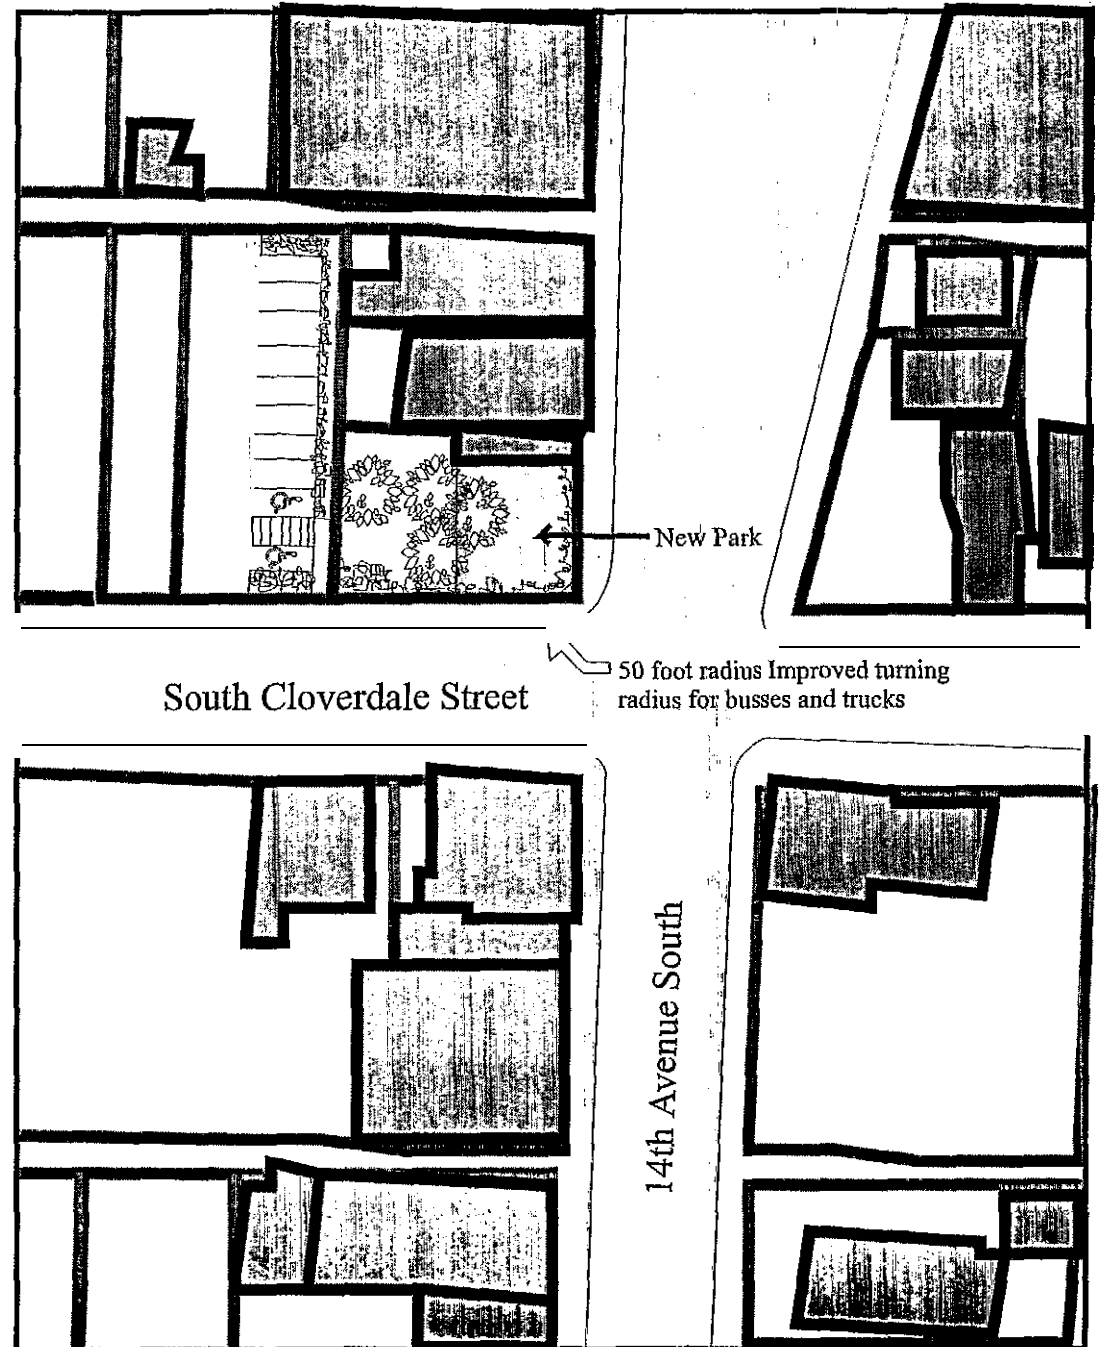 New Park
50 foot radius Improved turning
radius for busses and trucks
South Cloverdale Street
14th Avenue South